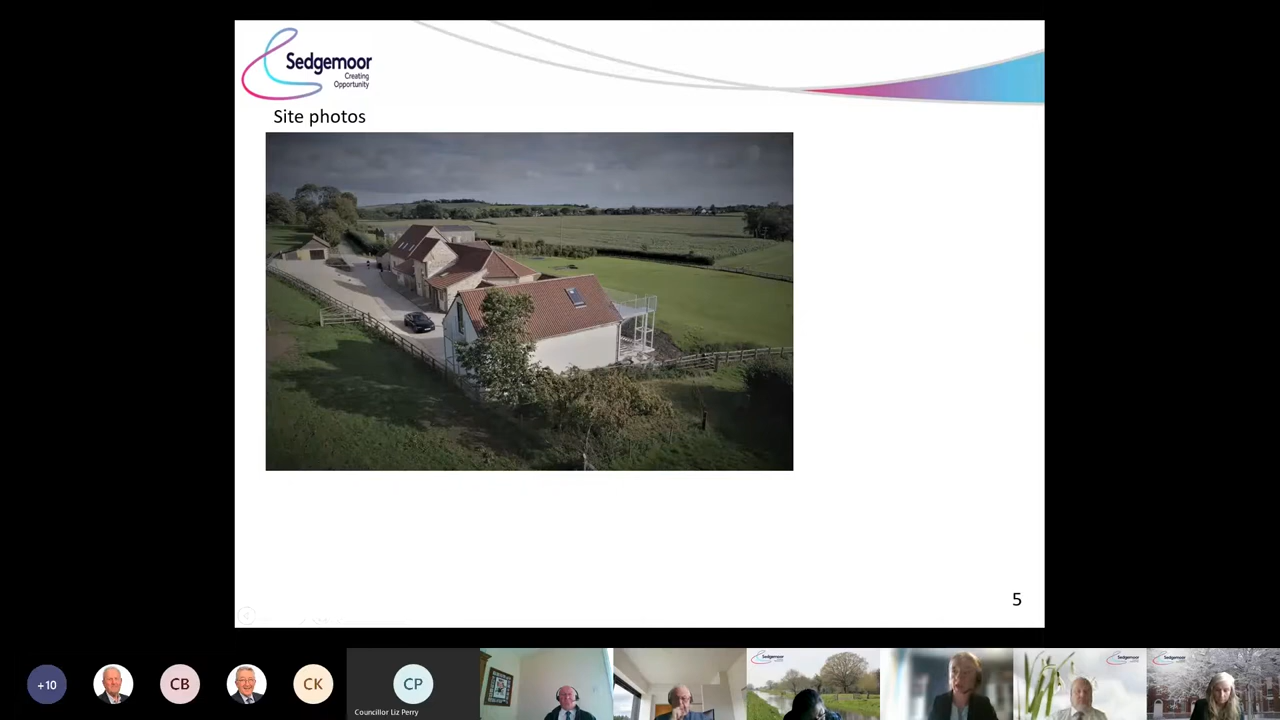 Sedgemoor
Creating
Opportunity
Site photos
5
+10
CB
CK
CP
Councillor Liz Perry